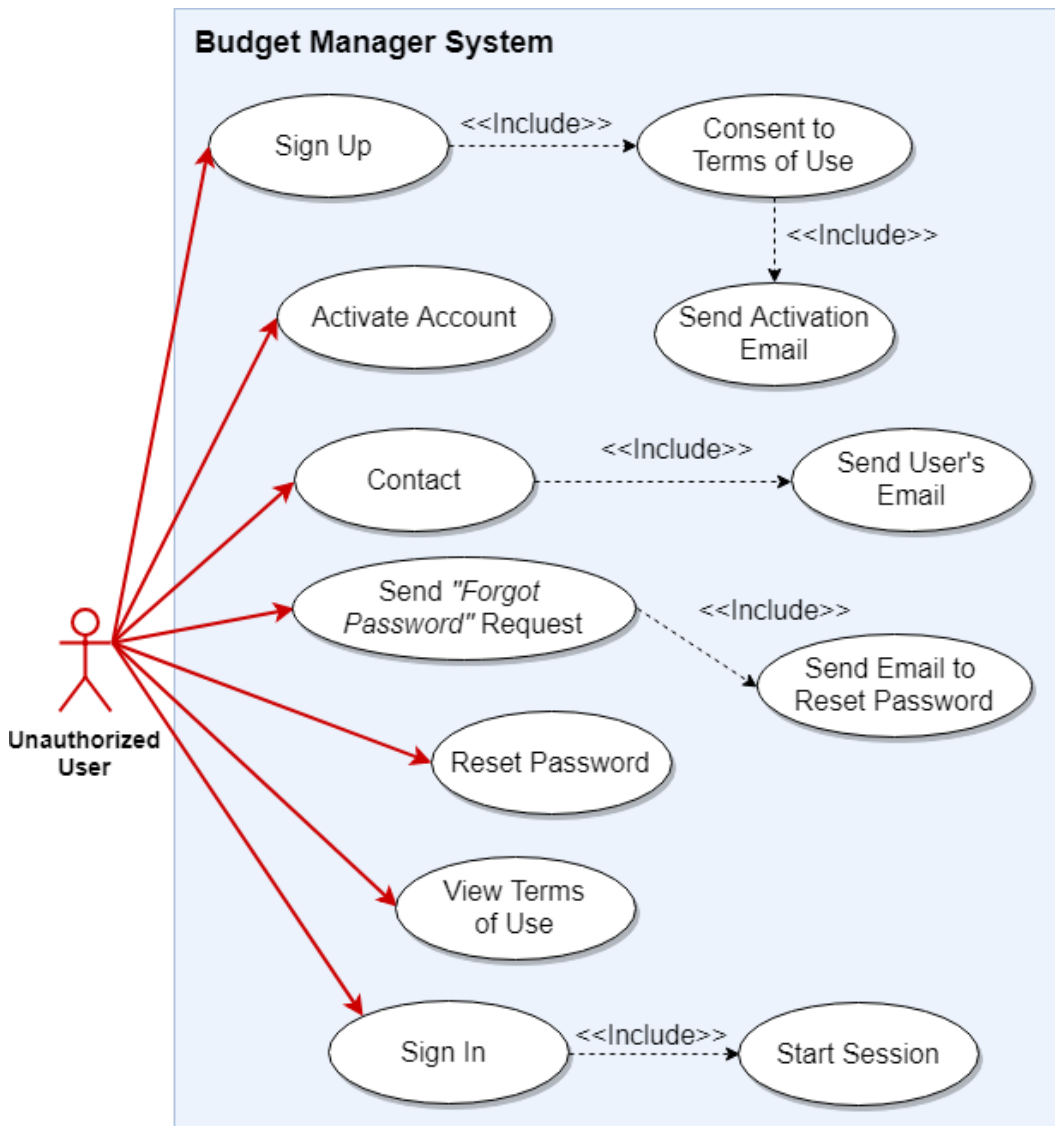 Budget Manager System
Sign Up
<<Include>>
Consent to
Terms of Use
<<Include>>
Activate Account
Send Activation
Email
Contact
<<Include>>
Send User's
Email
Send "Forgot
Password" Request
<<Include>>
Send Email to
Reset Password
Unauthorized
User
Reset Password
View Terms
of Use
Sign In
<<Include>>
Start Session